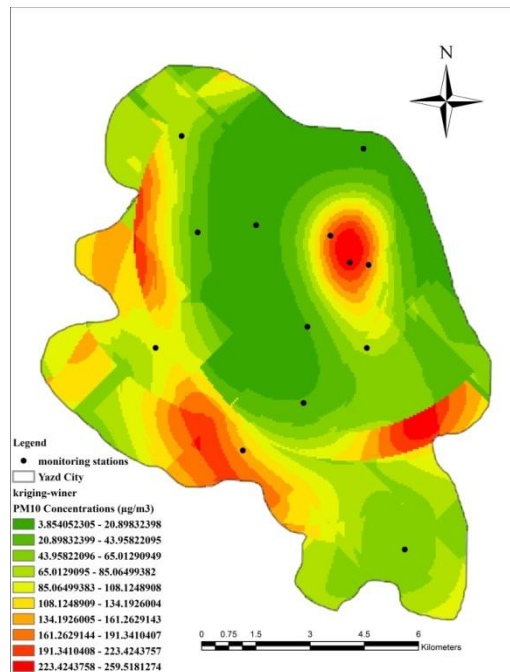 N
Legend
monitoring stations
Yazd City
kriging-winer
PM10 Concentrations (µg/m3)
3.854052305 - 20.89832398
20.89832399 - 43.95822095
43.95822096 - 65.01290949
65.0129095 - 85.06499382
85.06499383 - 108.1248908
108.1248909 - 134.1926004
134.1926005 - 161.2629143
161.2629144 - 191.3410407
191.3410408 - 223.4243757
223.4243758 - 259.5181274
0 0.75 1.5 3 4.5 6
Kilometers